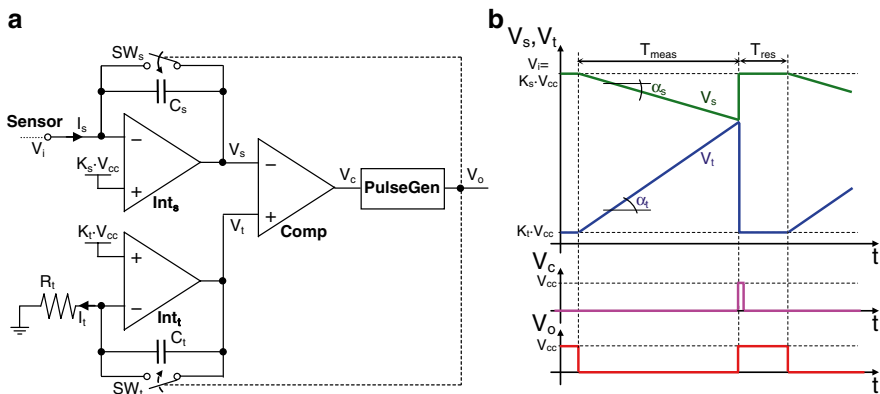 a
SWs
Cs
Sensor
Is
Vi
Ks·Vcc
Ints
Vs
Vc
PulseGen
Vo
Vt
Comp
Kt·Vcc
Rt
It
Intt
Ct
SWt
b
Vs,Vt
Tmeas
Tres
Vi=
Ks·Vcc
αs
Vs
Vt
αt
Kt·Vcc
t
Vc
Vcc
t
Vo
Vcc
t